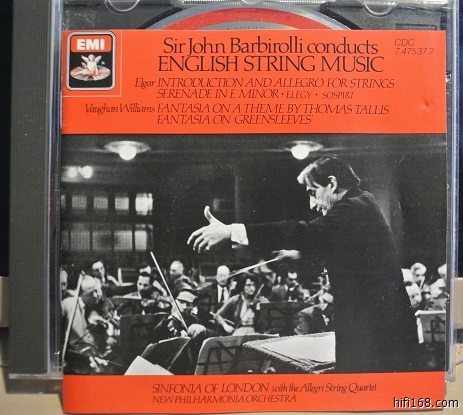 EMI
Sir John Barbirolli conducts
ENGLISH STRING MUSIC
CDC
7 47537 2
Elgar INTRODUCTION AND ALLEGRO FOR STRINGS
SERENADE IN E MINOR • ELEGY • SOSPIRI
Vaughan Williams FANTASIA ON A THEME BY THOMAS TALLIS
FANTASIA ON 'GREENSLEEVES'
SINFONIA OF LONDON with the Allegri String Quartet
NEW PHILHARMONIA ORCHESTRA
hifi168.com